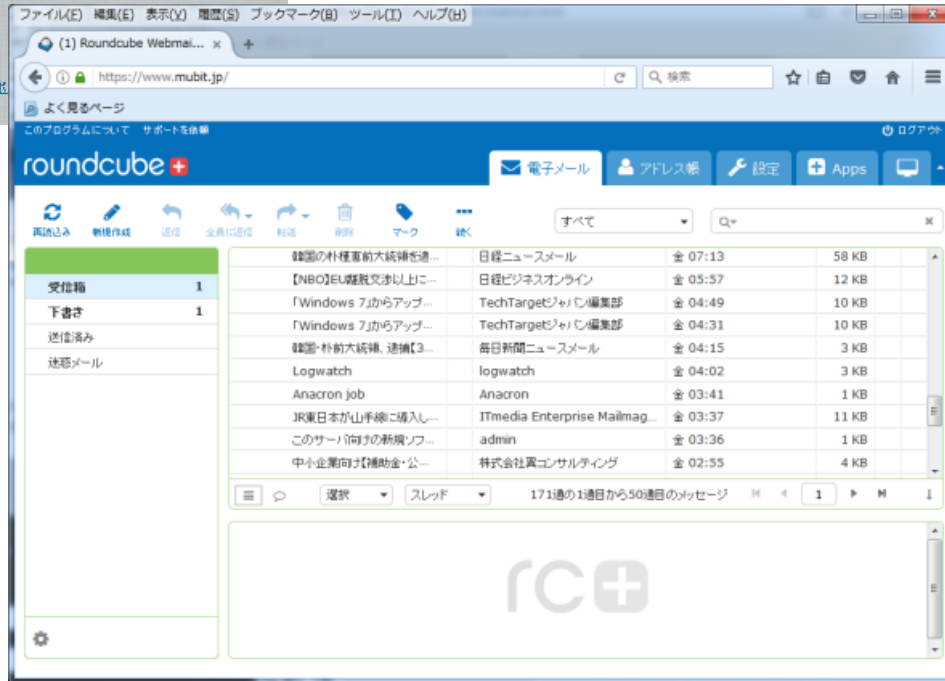 ファイル(F) 編集(E) 表示(V) 履歴(S) ブックマーク(B) ツール(T) ヘルプ(H)
(1) Roundcube Webmai... × +
https://www.mubit.jp/ 検索
よく見るページ
このプログラムについて サポートを依頼 ログアウト
roundcube
電子メール アドレス帳 設定 Apps
再読込み 新規作成 返信 全員に返信 転送 削除 マーク 続く すべて
韓国の朴槿恵前大統領を逮... 日経ニュースメール 金 07:13 58 KB
受信箱 1 【NBO】EU離脱交渉以上に... 日経ビジネスオンライン 金 05:57 12 KB
下書き 1 「Windows 7」からアップ... TechTargetジャパン編集部 金 04:49 10 KB
送信済み 「Windows 7」からアップ... TechTargetジャパン編集部 金 04:31 10 KB
迷惑メール 韓国・朴前大統領、逮捕【3... 毎日新聞ニュースメール 金 04:15 3 KB
Logwatch logwatch 金 04:02 3 KB
Anacron job Anacron 金 03:41 1 KB
JR東日本が山手線に導入し... ITmedia Enterprise Mailmag... 金 03:37 11 KB
このサーバ向けの新規ソフ... admin 金 03:36 1 KB
中小企業向け【補助金・公... 株式会社翼コンサルティング 金 02:55 4 KB
選択 スレッド 171通の1通目から50通目のメッセージ 1
rc+